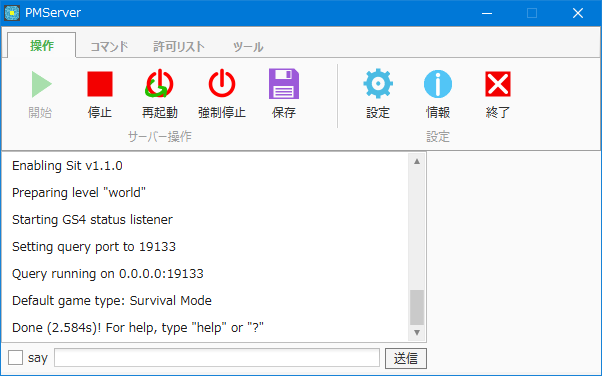 PMServer
操作 コマンド 許可リスト ツール
開始 停止 再起動 強制停止 保存 設定 情報 終了
サーバー操作 設定
Enabling Sit v1.1.0
Preparing level "world"
Starting GS4 status listener
Setting query port to 19133
Query running on 0.0.0.0:19133
Default game type: Survival Mode
Done (2.584s)! For help, type "help" or "?"
say 送信